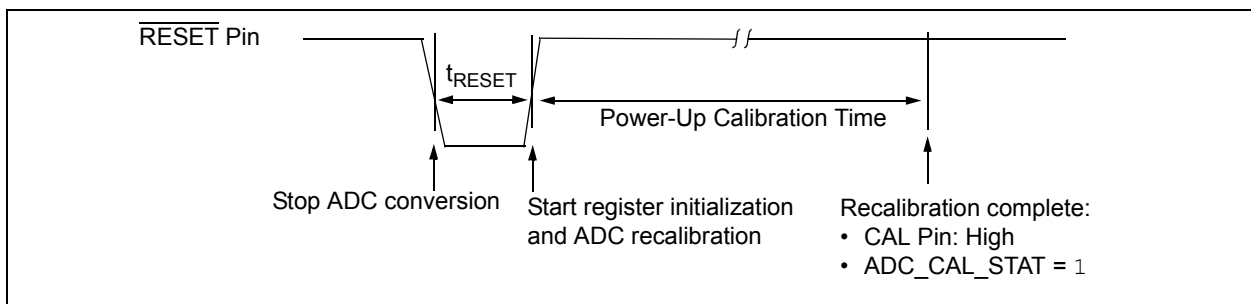 RESET Pin
tRESET
Power-Up Calibration Time
Stop ADC conversion
Start register initialization
and ADC recalibration
Recalibration complete:
• CAL Pin: High
• ADC_CAL_STAT = 1